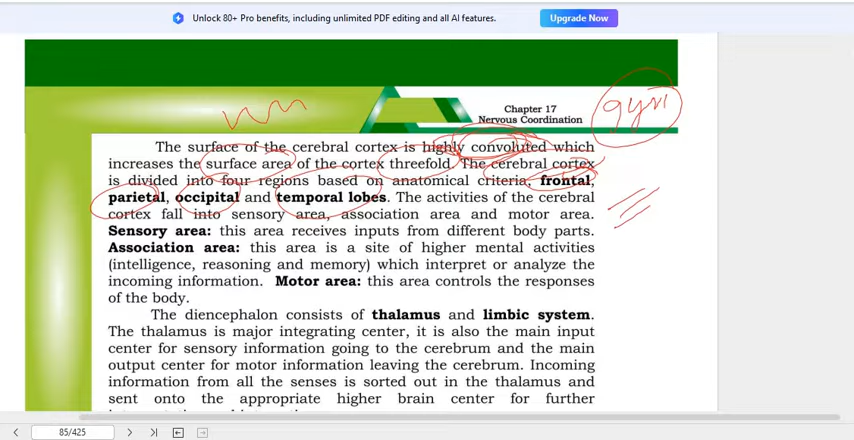 Unlock 80+ Pro benefits, including unlimited PDF editing and all AI features.
Upgrade Now
Chapter 17
Nervous Coordination
gyri
The surface of the cerebral cortex is highly convoluted which
increases the surface area of the cortex threefold. The cerebral cortex
is divided into four regions based on anatomical criteria, frontal,
parietal, occipital and temporal lobes. The activities of the cerebral
cortex fall into sensory area, association area and motor area.
Sensory area: this area receives inputs from different body parts.
Association area: this area is a site of higher mental activities
(intelligence, reasoning and memory) which interpret or analyze the
incoming information. Motor area: this area controls the responses
of the body.
The diencephalon consists of thalamus and limbic system.
The thalamus is major integrating center, it is also the main input
center for sensory information going to the cerebrum and the main
output center for motor information leaving the cerebrum. Incoming
information from all the senses is sorted out in the thalamus and
sent onto the appropriate higher brain center for further
85/425